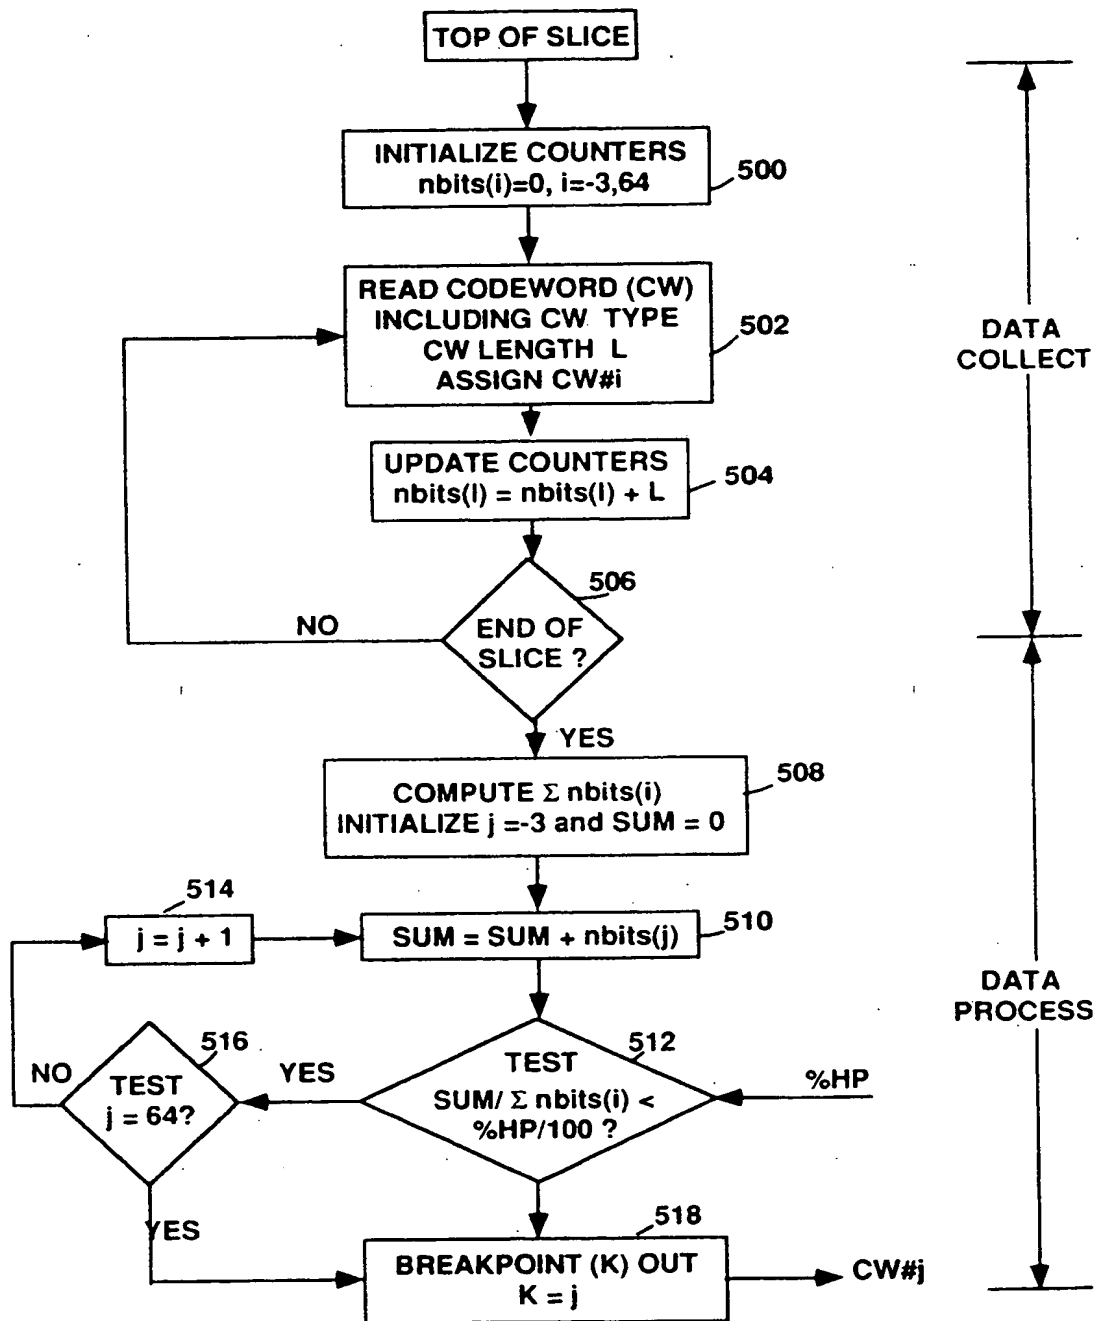 TOP OF SLICE
INITIALIZE COUNTERS
nbits(i)=0, i=-3,64
500
READ CODEWORD (CW)
INCLUDING CW TYPE
CW LENGTH L
ASSIGN CW#i
502
DATA
COLLECT
UPDATE COUNTERS
nbits(I) = nbits(I) + L
504
506
END OF
SLICE ?
NO
YES
COMPUTE Σ nbits(i)
INITIALIZE j =-3 and SUM = 0
508
514
j = j + 1
SUM = SUM + nbits(j)
510
DATA
PROCESS
516
TEST
j = 64?
NO
YES
512
TEST
SUM/ Σ nbits(i) <
%HP/100 ?
%HP
YES
518
BREAKPOINT (K) OUT
K = j
CW#j